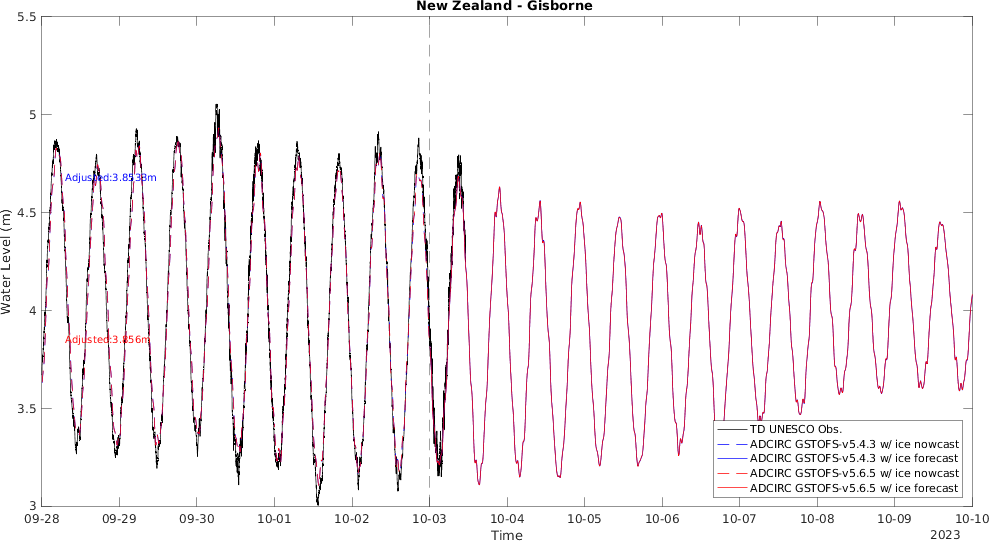 New Zealand - Gisborne
5.5
5
4.5
4
3.5
3
Water Level (m)
Adjusted:3.8538m
Adjusted:3.856m
TD UNESCO Obs.
ADCIRC GSTOFS-v5.4.3 w/ ice nowcast
ADCIRC GSTOFS-v5.4.3 w/ ice forecast
ADCIRC GSTOFS-v5.6.5 w/ ice nowcast
ADCIRC GSTOFS-v5.6.5 w/ ice forecast
09-28 09-29 09-30 10-01 10-02 10-03 10-04 10-05 10-06 10-07 10-08 10-09 10-10
Time
2023